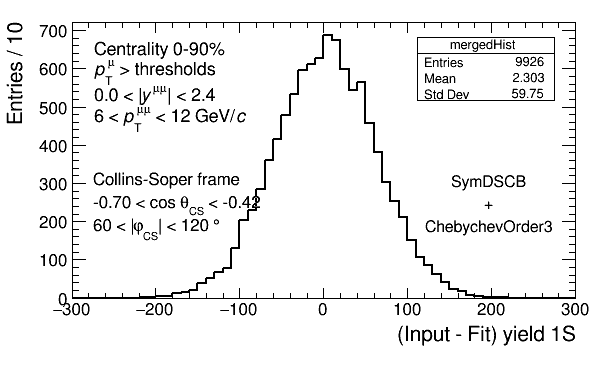 Entries / 10
700
600
500
400
300
200
100
0
Centrality 0-90%
p_T^μ > thresholds
0.0 < |y^μμ| < 2.4
6 < p_T^μμ < 12 GeV/c
Collins-Soper frame
-0.70 < cos θ_CS < -0.42
60 < |φ_CS| < 120 °
mergedHist
Entries 9926
Mean 2.303
Std Dev 59.75
SymDSCB
+
ChebychevOrder3
−300 −200 −100 0 100 200 300
(Input - Fit) yield 1S